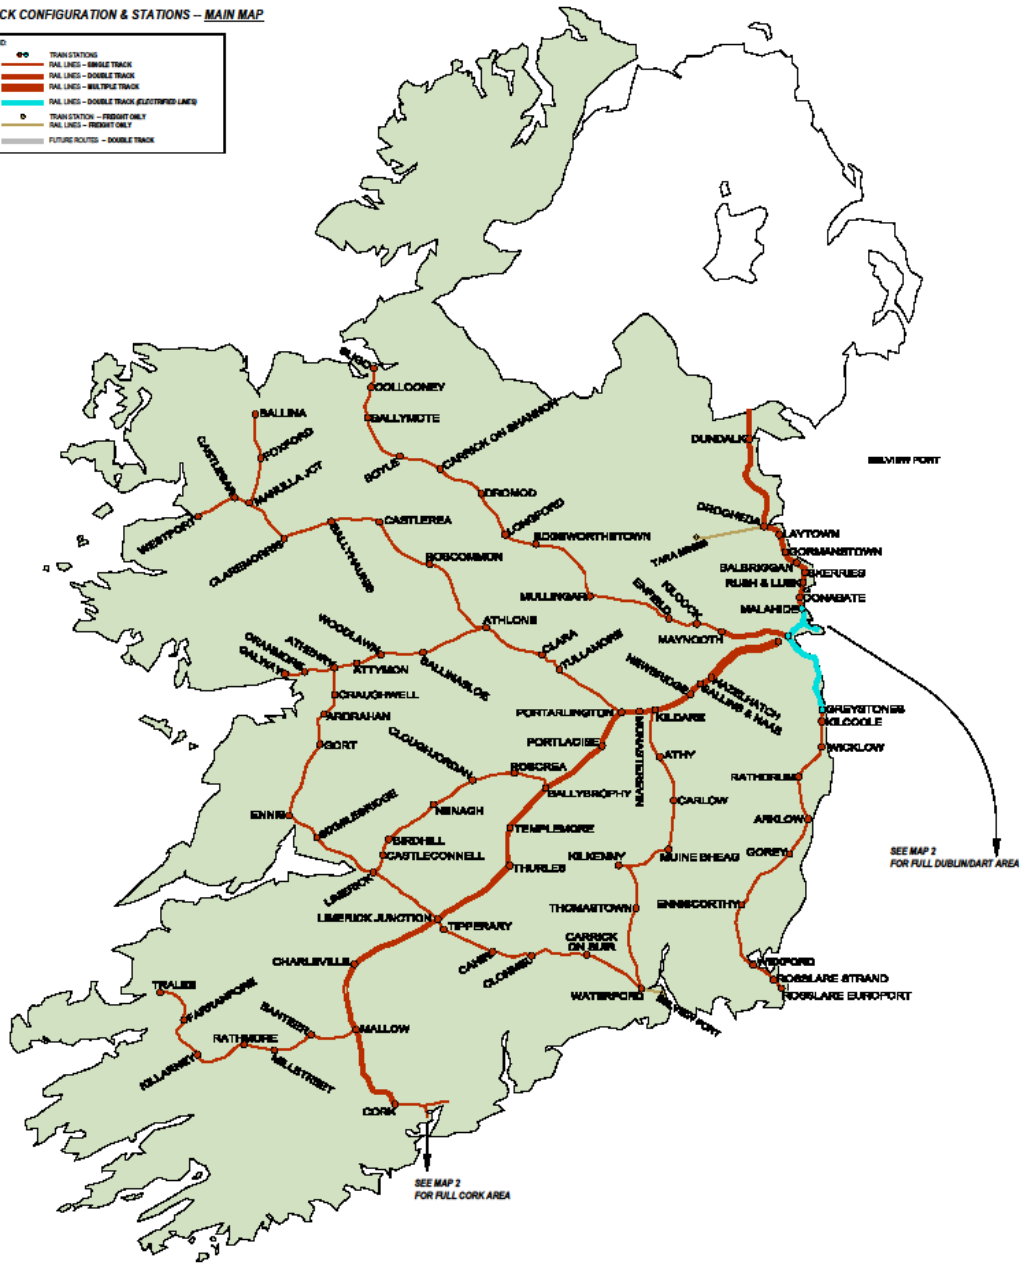 CK CONFIGURATION & STATIONS -- MAIN MAP
D:
TRAIN STATIONS
RAIL LINES -- SINGLE TRACK
RAIL LINES -- DOUBLE TRACK
RAIL LINES -- MULTIPLE TRACK
RAIL LINES -- DOUBLE TRACK (ELECTRIFIED LINES)
TRAIN STATION -- FREIGHT ONLY
RAIL LINES -- FREIGHT ONLY
FUTURE ROUTES -- DOUBLE TRACK
SLIGO
COLLOONEY
BALLYMOTE
BALLINA
CARRICK ON SHANNON
FOXFORD
BOYLE
DUNDALK
BELVIEW PORT
CASTLEBAR
MANULLA JCT
DROMOD
WESTPORT
CASTLEREA
LONGFORD
DROGHEDA
CLAREMORRIS
BALLYHAUNIS
EDGEWORTHSTOWN
LAYTOWN
TARA MINES
GORMANSTOWN
ROSCOMMON
BALBRIGGAN
SKERRIES
RUSH & LUSK
MULLINGAR
ENFIELD
KILCOCK
DONABATE
MALAHIDE
ATHLONE
MAYNOOTH
WOODLAWN
CLARA
TULLAMORE
ATHENRY
ORANMORE
GALWAY
ATTYMON
BALLINASLOE
NEWBRIDGE
HAZELHATCH
SALLINS & NAAS
CRAUGHWELL
ARDRAHAN
PORTARLINGTON
MONASTEREVIN
KILDARE
GREYSTONES
KILCOOLE
GORT
CLOUGHJORDAN
PORTLAOISE
WICKLOW
ROSCREA
ATHY
RATHDRUM
BALLYBROPHY
NENAGH
CARLOW
ENNIS
SIXMILEBRIDGE
ARKLOW
TEMPLEMORE
BIRDHILL
CASTLECONNELL
KILKENNY
MUINE BHEAG
GOREY
SEE MAP 2
FOR FULL DUBLIN/DART AREA
THURLES
LIMERICK
THOMASTOWN
ENNISCORTHY
LIMERICK JUNCTION
TIPPERARY
CARRICK
ON SUIR
CAHIR
CLONMEL
CHARLEVILLE
WEXFORD
ROSSLARE STRAND
ROSSLARE EUROPORT
TRALEE
FARRANFORE
WATERFORD
BELVIEW PORT
BANTEER
MALLOW
RATHMORE
KILLARNEY
MILLSTREET
CORK
SEE MAP 2
FOR FULL CORK AREA